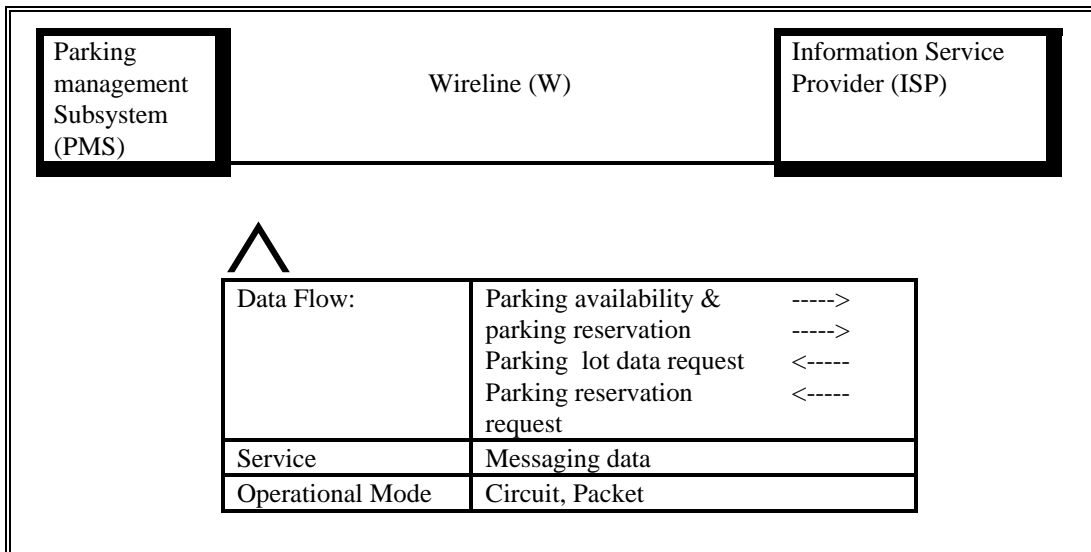 Parking
management
Subsystem
(PMS)
Wireline (W)
Information Service
Provider (ISP)
Data Flow:
Parking availability & ----->
parking reservation ----->
Parking lot data request <-----
Parking reservation <-----
request
Service Messaging data
Operational Mode Circuit, Packet